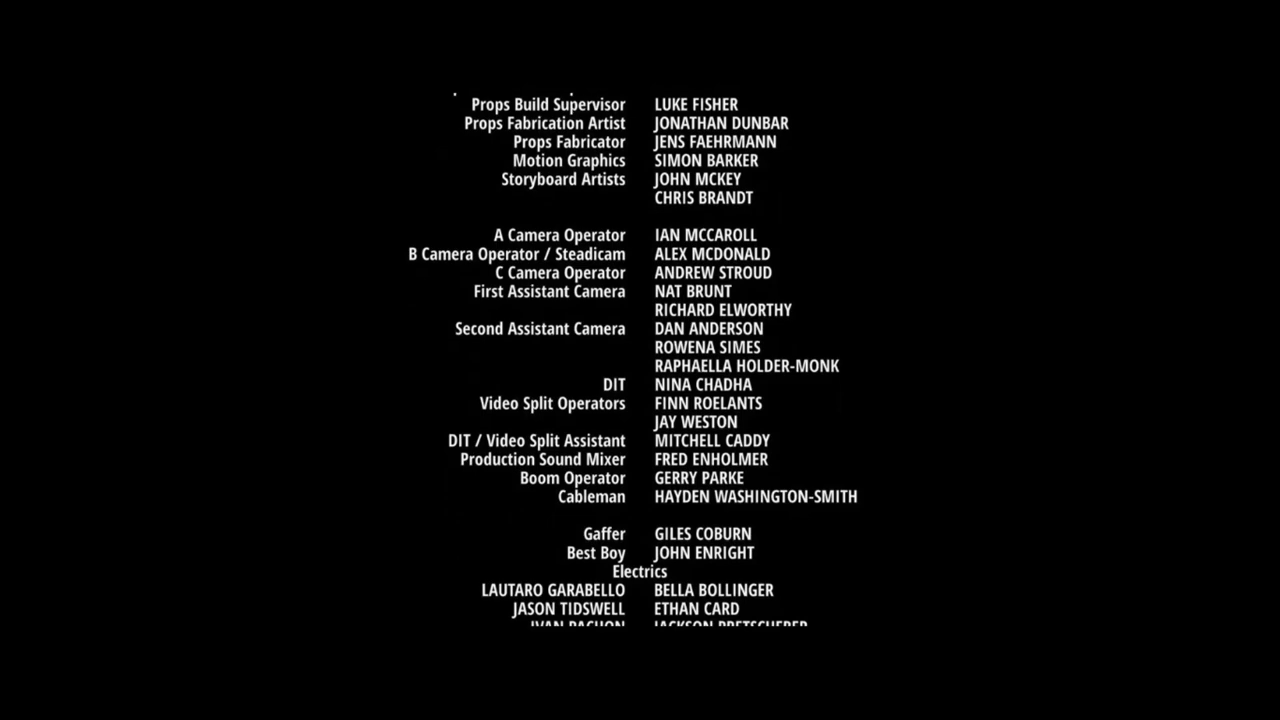 Props Build Supervisor LUKE FISHER
Props Fabrication Artist JONATHAN DUNBAR
Props Fabricator JENS FAEHRMANN
Motion Graphics SIMON BARKER
Storyboard Artists JOHN MCKEY
CHRIS BRANDT
A Camera Operator IAN MCCAROLL
B Camera Operator / Steadicam ALEX MCDONALD
C Camera Operator ANDREW STROUD
First Assistant Camera NAT BRUNT
RICHARD ELWORTHY
Second Assistant Camera DAN ANDERSON
ROWENA SIMES
RAPHAELLA HOLDER-MONK
DIT NINA CHADHA
Video Split Operators FINN ROELANTS
JAY WESTON
DIT / Video Split Assistant MITCHELL CADDY
Production Sound Mixer FRED ENHOLMER
Boom Operator GERRY PARKE
Cableman HAYDEN WASHINGTON-SMITH
Gaffer GILES COBURN
Best Boy JOHN ENRIGHT
Electrics
LAUTARO GARABELLO BELLA BOLLINGER
JASON TIDSWELL ETHAN CARD